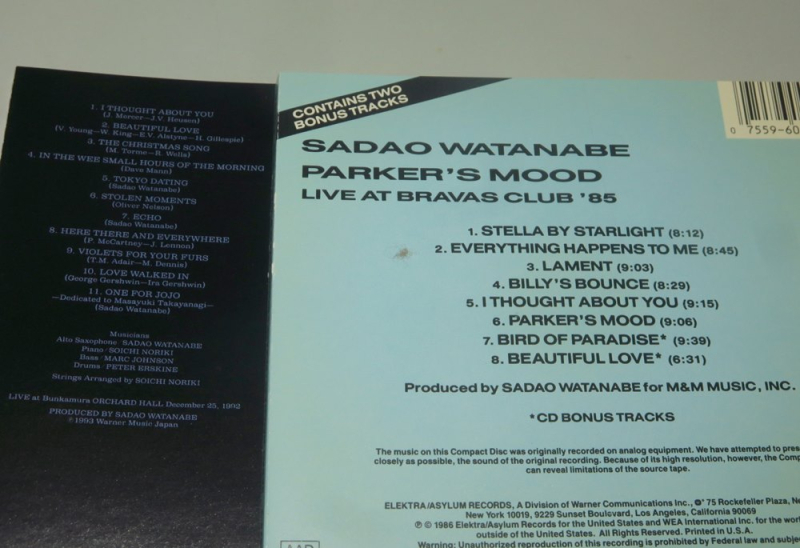 1. I THOUGHT ABOUT YOU
(J. Mercer—J.V. Heusen)
2. BEAUTIFUL LOVE
(V. Young—W. King—E.V. Alstyne—H. Gillespie)
3. THE CHRISTMAS SONG
(M. Torme—R. Wells)
4. IN THE WEE SMALL HOURS OF THE MORNING
(Dave Mann)
5. TOKYO DATING
(Sadao Watanabe)
6. STOLEN MOMENTS
(Oliver Nelson)
7. ECHO
(Sadao Watanabe)
8. HERE THERE AND EVERYWHERE
(P. McCartney—J. Lennon)
9. VIOLETS FOR YOUR FURS
(T.M. Adair—M. Dennis)
10. LOVE WALKED IN
(George Gershwin—Ira Gershwin)
11. ONE FOR JOJO
—Dedicated to Masayuki Takayanagi—
(Sadao Watanabe)
Musicians
Alto Saxophone: SADAO WATANABE
Piano: SOICHI NORIKI
Bass: MARC JOHNSON
Drums: PETER ERSKINE
Strings Arranged by SOICHI NORIKI
LIVE at Bunkamura ORCHARD HALL December 25, 1992
PRODUCED BY SADAO WATANABE
℗1993 Warner Music Japan
CONTAINS TWO
BONUS TRACKS
0 7559-60
SADAO WATANABE
PARKER'S MOOD
LIVE AT BRAVAS CLUB '85
1. STELLA BY STARLIGHT (8:12)
2. EVERYTHING HAPPENS TO ME (8:45)
3. LAMENT (9:03)
4. BILLY'S BOUNCE (8:29)
5. I THOUGHT ABOUT YOU (9:15)
6. PARKER'S MOOD (9:06)
7. BIRD OF PARADISE* (9:39)
8. BEAUTIFUL LOVE* (6:31)
Produced by SADAO WATANABE for M&M MUSIC, INC.
*CD BONUS TRACKS
The music on this Compact Disc was originally recorded on analog equipment. We have attempted to pres
closely as possible, the sound of the original recording. Because of its high resolution, however, the Comp
can reveal limitations of the source tape.
ELEKTRA/ASYLUM RECORDS, A Division of Warner Communications Inc., 75 Rockefeller Plaza, Ne
New York 10019, 9229 Sunset Boulevard, Los Angeles, California 90069
℗ © 1986 Elektra/Asylum Records for the United States and WEA International Inc. for the worl
outside of the United States. All Rights Reserved. Printed in U.S.A.
Warning: Unauthorized reproduction of this recording is prohibited by Federal law and subje